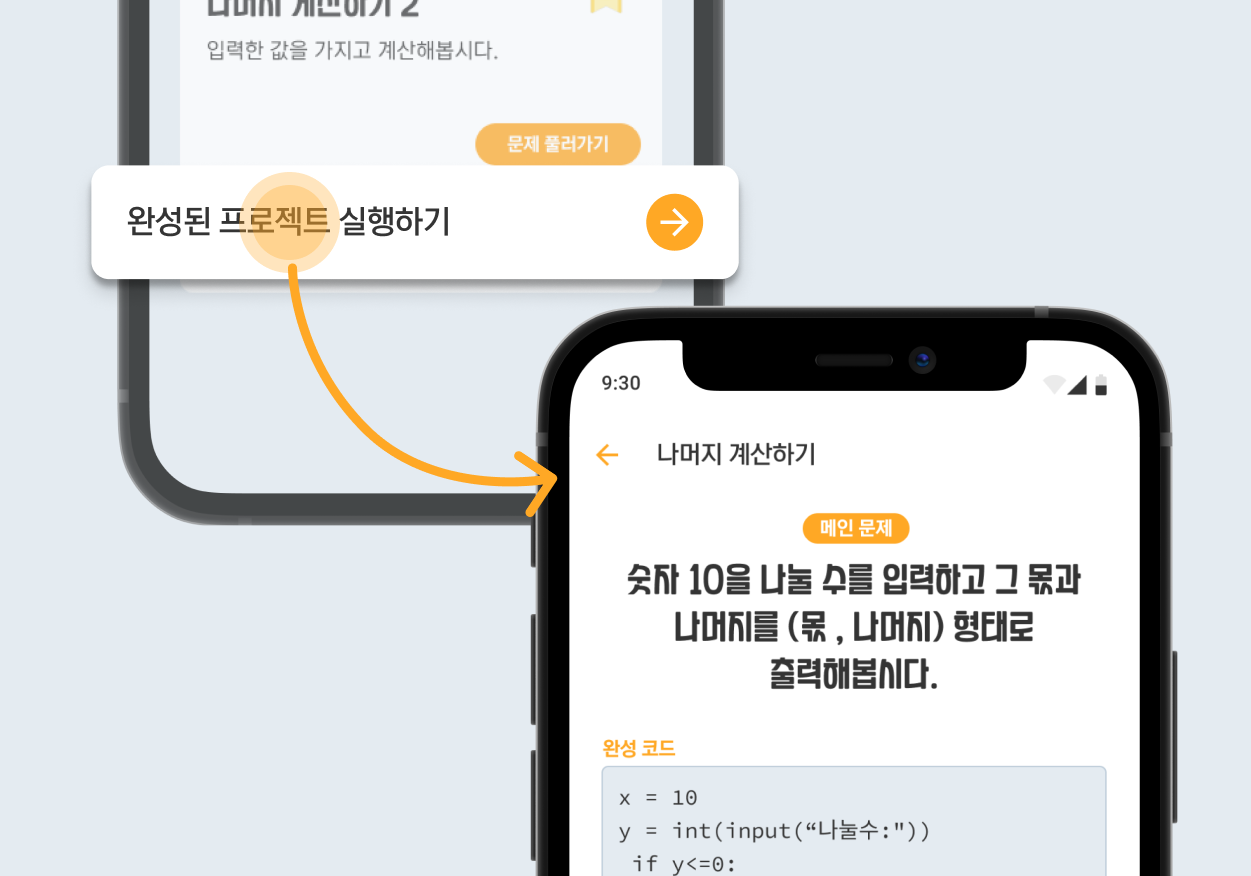 나머지 계산하기 2
입력한 값을 가지고 계산해봅시다.
문제 풀러가기
완성된 프로젝트 실행하기
9:30
나머지 계산하기
메인 문제
숫자 10을 나눌 수를 입력하고 그 몫과
나머지를 (몫 , 나머지) 형태로
출력해봅시다.
완성 코드
x = 10
y = int(input(“나눌수:"))
if y<=0: